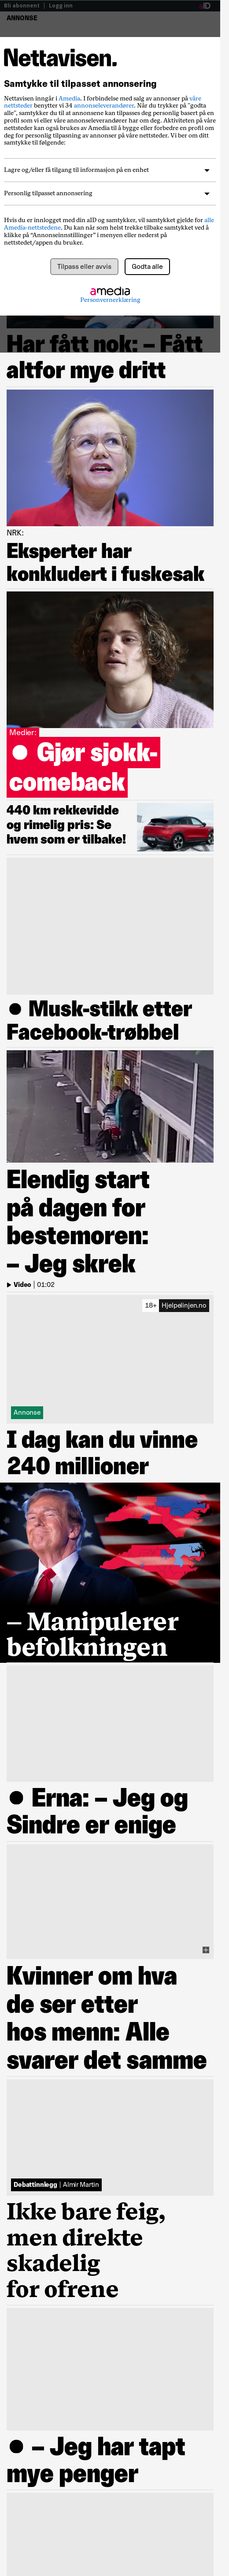 Bli abonnent | Logg inn
ANNONSE
Nettavisen.
Samtykke til tilpasset annonsering
Nettavisen inngår i Amedia. I forbindelse med salg av annonser på våre
nettsteder benytter vi 34 annonseleverandører. Når du trykker på "godta
alle", samtykker du til at annonsene kan tilpasses deg personlig basert på en
profil som vi eller våre annonseleverandører har om deg. Aktiviteten på våre
nettsteder kan også brukes av Amedia til å bygge eller forbedre en profil om
deg for personlig tilpasning av annonser på våre nettsteder. Vi ber om ditt
samtykke til følgende:
Lagre og/eller få tilgang til informasjon på en enhet
Personlig tilpasset annonsering
Hvis du er innlogget med din aID og samtykker, vil samtykket gjelde for alle
Amedia-nettstedene. Du kan når som helst trekke tilbake samtykket ved å
klikke på “Annonseinnstillinger” i menyen eller nederst på
nettstedet/appen du bruker.
Tilpass eller avvis
Godta alle
amedia
Personvernerklæring
Har fått nok: – Fått
altfor mye dritt
NRK:
Eksperter har
konkludert i fuskesak
Medier:
● Gjør sjokk-
comeback
440 km rekkevidde
og rimelig pris: Se
hvem som er tilbake!
● Musk-stikk etter
Facebook-trøbbel
Elendig start
på dagen for
bestemoren:
– Jeg skrek
Video | 01:02
18+ Hjelpelinjen.no
Annonse
I dag kan du vinne
240 millioner
– Manipulerer
befolkningen
● Erna: – Jeg og
Sindre er enige
Kvinner om hva
de ser etter
hos menn: Alle
svarer det samme
Debattinnlegg | Almir Martin
Ikke bare feig,
men direkte
skadelig
for ofrene
● – Jeg har tapt
mye penger